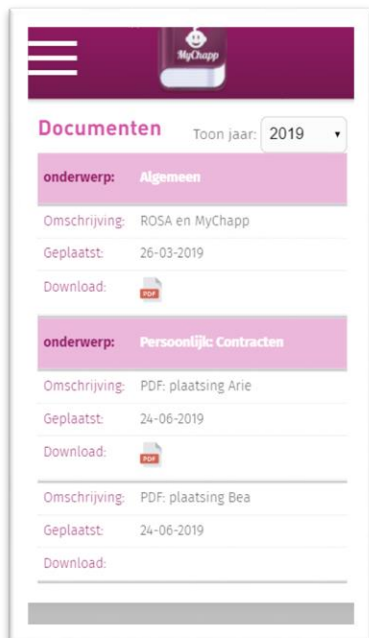 MyChapp
Documenten Toon jaar: 2019
onderwerp: Algemeen
Omschrijving: ROSA en MyChapp
Geplaatst: 26-03-2019
Download: PDF
onderwerp: Persoonlijk: Contracten
Omschrijving: PDF: plaatsing Arie
Geplaatst: 24-06-2019
Download: PDF
Omschrijving: PDF: plaatsing Bea
Geplaatst: 24-06-2019
Download: